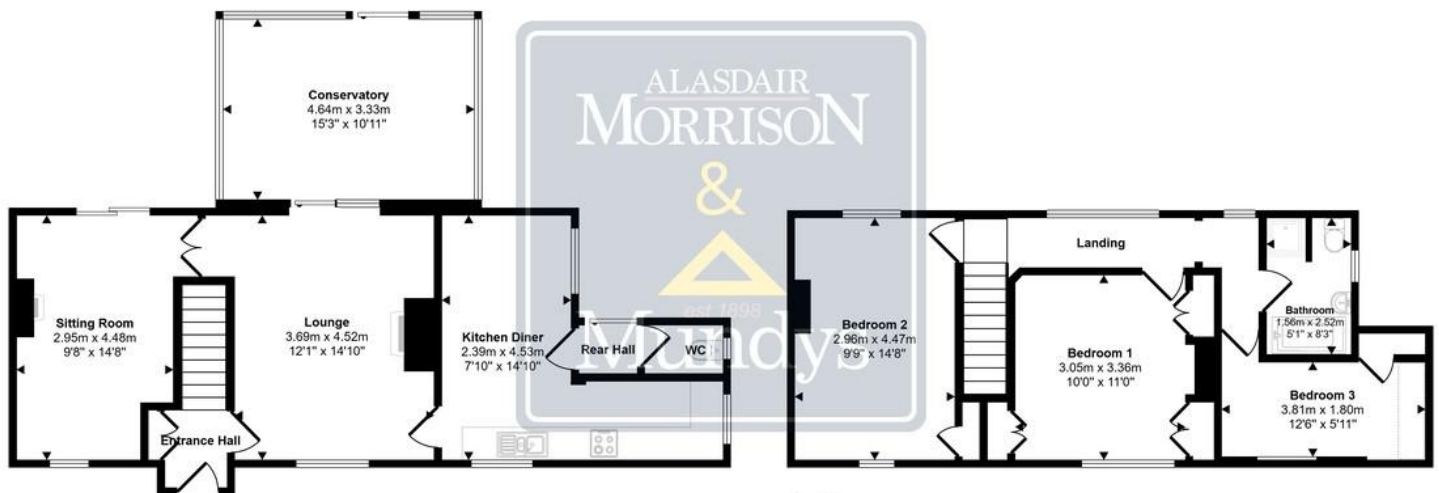 Conservatory
4.64m x 3.33m
15'3" x 10'11"
ALASDAIR
MORRISON
&
est 1898
Mundys
Sitting Room
2.95m x 4.48m
9'8" x 14'8"
Lounge
3.69m x 4.52m
12'1" x 14'10"
Kitchen Diner
2.39m x 4.53m
7'10" x 14'10"
Rear Hall
WC
Entrance Hall
Landing
Bedroom 2
2.96m x 4.47m
9'9" x 14'8"
Bedroom 1
3.05m x 3.36m
10'0" x 11'0"
Bathroom
1.56m x 2.52m
5'1" x 8'3"
Bedroom 3
3.81m x 1.80m
12'6" x 5'11"